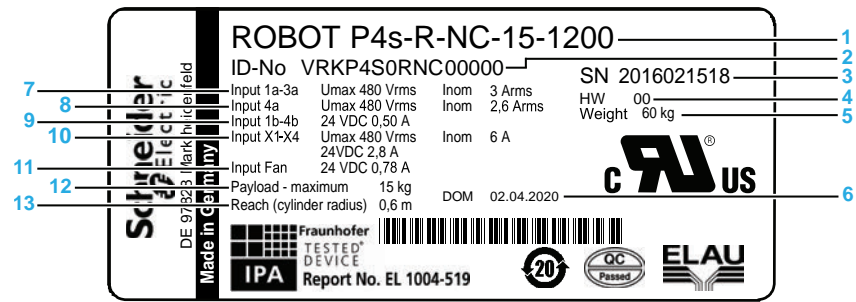 ROBOT P4s-R-NC-15-1200
1
ID-No VRKP4S0RNC00000
2
SN 2016021518
3
7
Input 1a-3a Umax 480 Vrms Inom 3 Arms
HW 00
4
8
Input 4a Umax 480 Vrms Inom 2,6 Arms
Weight 60 kg
5
9
Input 1b-4b 24 VDC 0,50 A
10
Input X1-X4 Umax 480 Vrms Inom 6 A
24VDC 2,8 A
11
Input Fan 24 VDC 0,78 A
12
Payload - maximum 15 kg
13
Reach (cylinder radius) 0,6 m
DOM 02.04.2020
6
Schneider
Electric
DE 97828 Marktheidenfeld
Made in Germany
C RU ® US
Fraunhofer
TESTED®
DEVICE
IPA
Report No. EL 1004-519
20
QC
Passed
ELAU